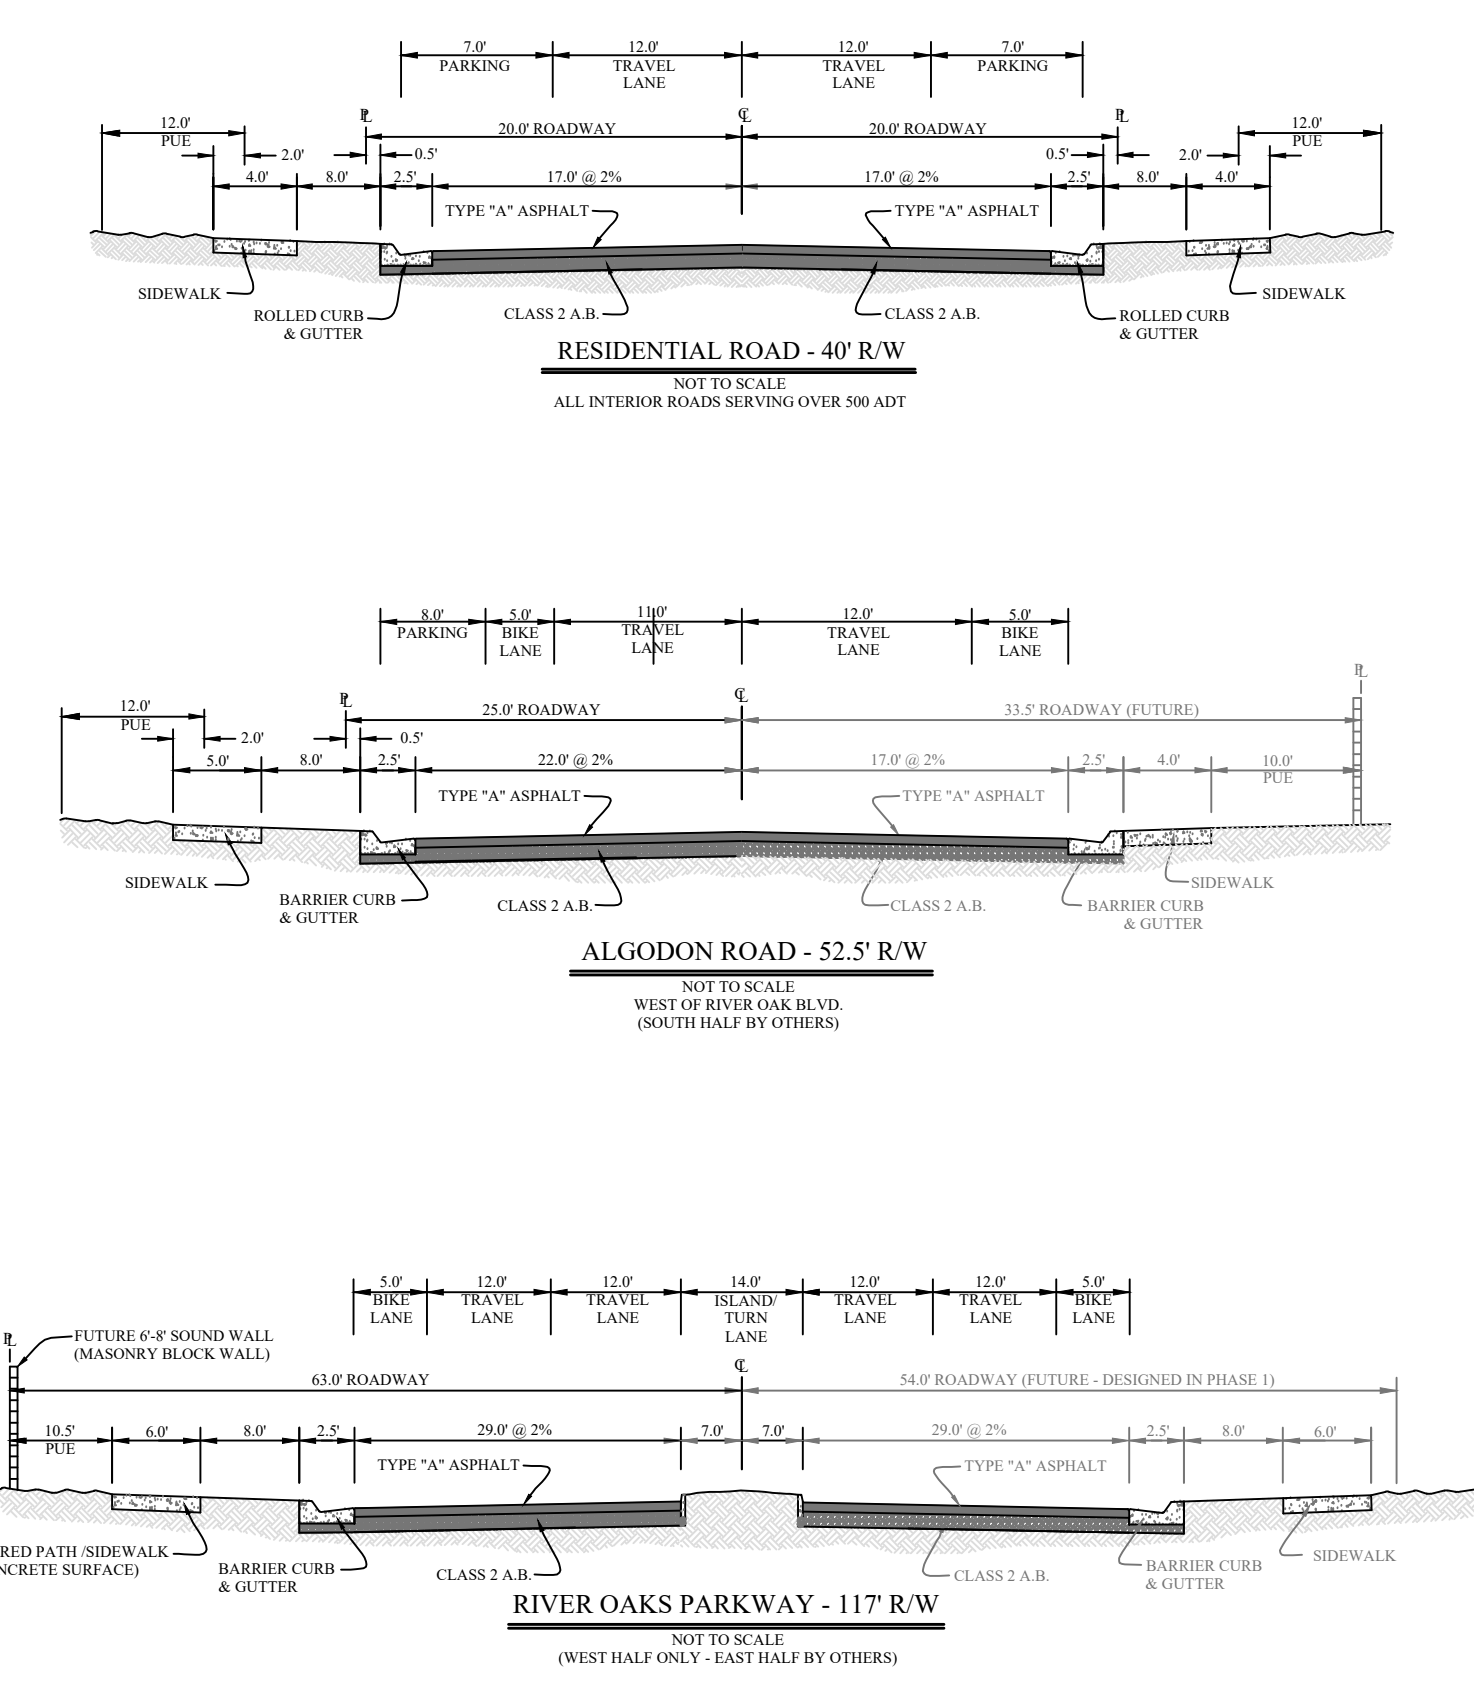 7.0' 12.0' 12.0' 7.0'
PARKING TRAVEL TRAVEL PARKING
LANE LANE
PL CL PL
12.0' 20.0' ROADWAY 20.0' ROADWAY 12.0'
PUE PUE
2.0' 0.5' 0.5' 2.0'
4.0' 8.0' 2.5' 17.0' @ 2% 17.0' @ 2% 2.5' 8.0' 4.0'
TYPE "A" ASPHALT TYPE "A" ASPHALT
SIDEWALK SIDEWALK
ROLLED CURB CLASS 2 A.B. CLASS 2 A.B. ROLLED CURB
& GUTTER & GUTTER
RESIDENTIAL ROAD - 40' R/W
NOT TO SCALE
ALL INTERIOR ROADS SERVING OVER 500 ADT
8.0' 5.0' 11.0' 12.0' 5.0'
PARKING BIKE TRAVEL TRAVEL BIKE
LANE LANE LANE LANE
PL
PL CL
12.0' 25.0' ROADWAY 33.5' ROADWAY (FUTURE)
PUE
2.0' 0.5'
5.0' 8.0' 2.5' 22.0' @ 2% 17.0' @ 2% 2.5' 4.0' 10.0'
PUE
TYPE "A" ASPHALT TYPE "A" ASPHALT
SIDEWALK SIDEWALK
BARRIER CURB CLASS 2 A.B. CLASS 2 A.B. BARRIER CURB
& GUTTER & GUTTER
ALGODON ROAD - 52.5' R/W
NOT TO SCALE
WEST OF RIVER OAK BLVD.
(SOUTH HALF BY OTHERS)
5.0' 12.0' 12.0' 14.0' 12.0' 12.0' 5.0'
BIKE TRAVEL TRAVEL ISLAND/ TRAVEL TRAVEL BIKE
LANE LANE LANE TURN LANE LANE LANE
LANE
PL FUTURE 6'-8' SOUND WALL
(MASONRY BLOCK WALL)
CL
63.0' ROADWAY 54.0' ROADWAY (FUTURE - DESIGNED IN PHASE 1)
10.5' 6.0' 8.0' 2.5' 29.0' @ 2% 7.0' 7.0' 29.0' @ 2% 2.5' 8.0' 6.0'
PUE
TYPE "A" ASPHALT TYPE "A" ASPHALT
RED PATH /SIDEWALK SIDEWALK
NCRETE SURFACE)
BARRIER CURB CLASS 2 A.B. CLASS 2 A.B. BARRIER CURB
& GUTTER & GUTTER
RIVER OAKS PARKWAY - 117' R/W
NOT TO SCALE
(WEST HALF ONLY - EAST HALF BY OTHERS)